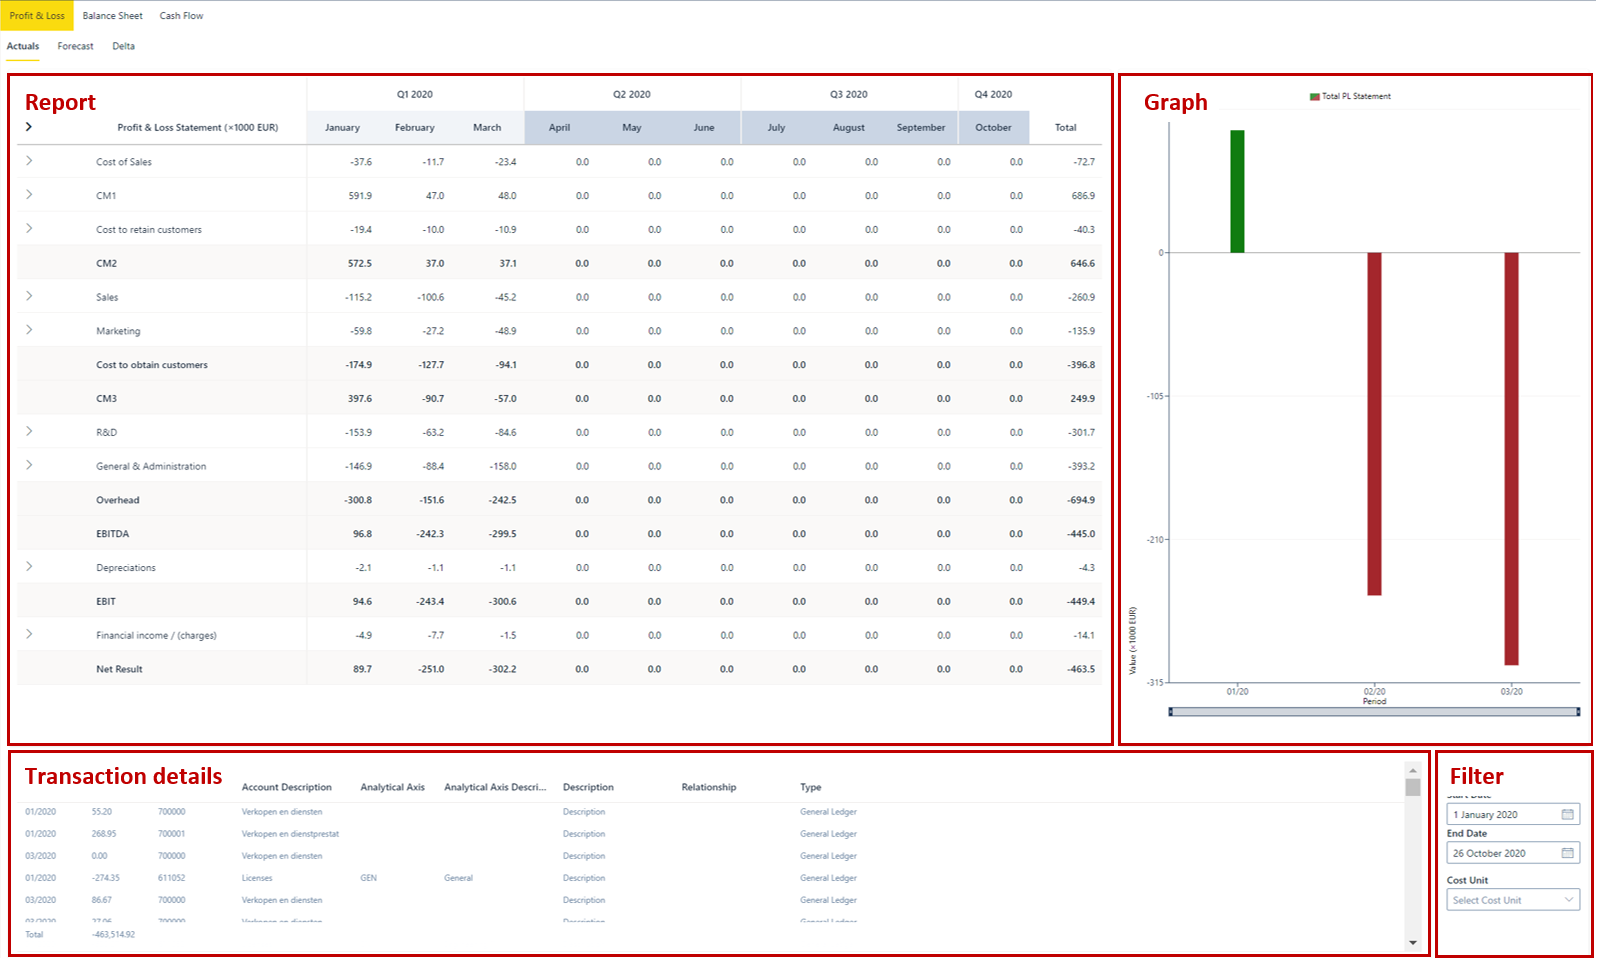 Profit & Loss Balance Sheet Cash Flow
Actuals Forecast Delta
Report
Q1 2020 Q2 2020 Q3 2020 Q4 2020
Profit & Loss Statement (×1000 EUR) January February March April May June July August September October Total
Cost of Sales -37.6 -11.7 -23.4 0.0 0.0 0.0 0.0 0.0 0.0 0.0 -72.7
CM1 591.9 47.0 48.0 0.0 0.0 0.0 0.0 0.0 0.0 0.0 686.9
Cost to retain customers -19.4 -10.0 -10.9 0.0 0.0 0.0 0.0 0.0 0.0 0.0 -40.3
CM2 572.5 37.0 37.1 0.0 0.0 0.0 0.0 0.0 0.0 0.0 646.6
Sales -115.2 -100.6 -45.2 0.0 0.0 0.0 0.0 0.0 0.0 0.0 -260.9
Marketing -59.8 -27.2 -48.9 0.0 0.0 0.0 0.0 0.0 0.0 0.0 -135.9
Cost to obtain customers -174.9 -127.7 -94.1 0.0 0.0 0.0 0.0 0.0 0.0 0.0 -396.8
CM3 397.6 -90.7 -57.0 0.0 0.0 0.0 0.0 0.0 0.0 0.0 249.9
R&D -153.9 -63.2 -84.6 0.0 0.0 0.0 0.0 0.0 0.0 0.0 -301.7
General & Administration -146.9 -88.4 -158.0 0.0 0.0 0.0 0.0 0.0 0.0 0.0 -393.2
Overhead -300.8 -151.6 -242.5 0.0 0.0 0.0 0.0 0.0 0.0 0.0 -694.9
EBITDA 96.8 -242.3 -299.5 0.0 0.0 0.0 0.0 0.0 0.0 0.0 -445.0
Depreciations -2.1 -1.1 -1.1 0.0 0.0 0.0 0.0 0.0 0.0 0.0 -4.3
EBIT 94.6 -243.4 -300.6 0.0 0.0 0.0 0.0 0.0 0.0 0.0 -449.4
Financial income / (charges) -4.9 -7.7 -1.5 0.0 0.0 0.0 0.0 0.0 0.0 0.0 -14.1
Net Result 89.7 -251.0 -302.2 0.0 0.0 0.0 0.0 0.0 0.0 0.0 -463.5
Graph
Total PL Statement
0
-105
-210
-315
Value (×1000 EUR)
01/20 02/20 03/20
Period
Transaction details
Account Dscription Analytical Axis Analytical Axis Descri... Description Relationship Type
01/2020 55.20 700000 Verkopen en diensten Description General Ledger
01/2020 268.95 700001 Verkopen en dienstprestat Description General Ledger
03/2020 0.00 700000 Verkopen en diensten Description General Ledger
01/2020 -274.35 611052 Licenses GEN General Description General Ledger
03/2020 86.67 700000 Verkopen en diensten Description General Ledger
03/2020 27.06 700000 Verkopen en diensten Description General Ledger
Total -463,514.92
Filter
Start Date
1 January 2020
End Date
26 October 2020
Cost Unit
Select Cost Unit